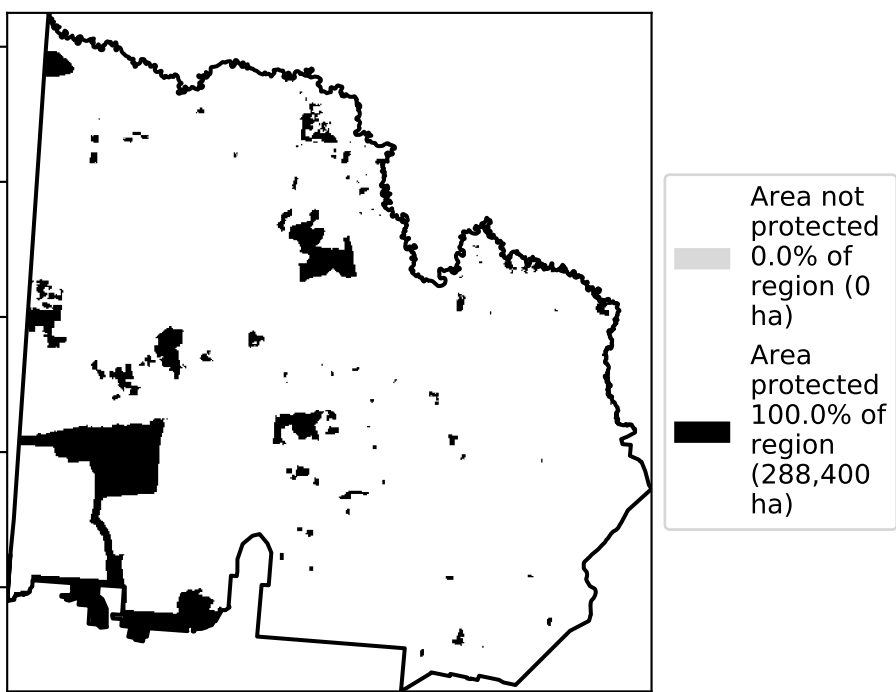 Area not
protected
0.0% of
region (0
ha)
Area
protected
100.0% of
region
(288,400
ha)